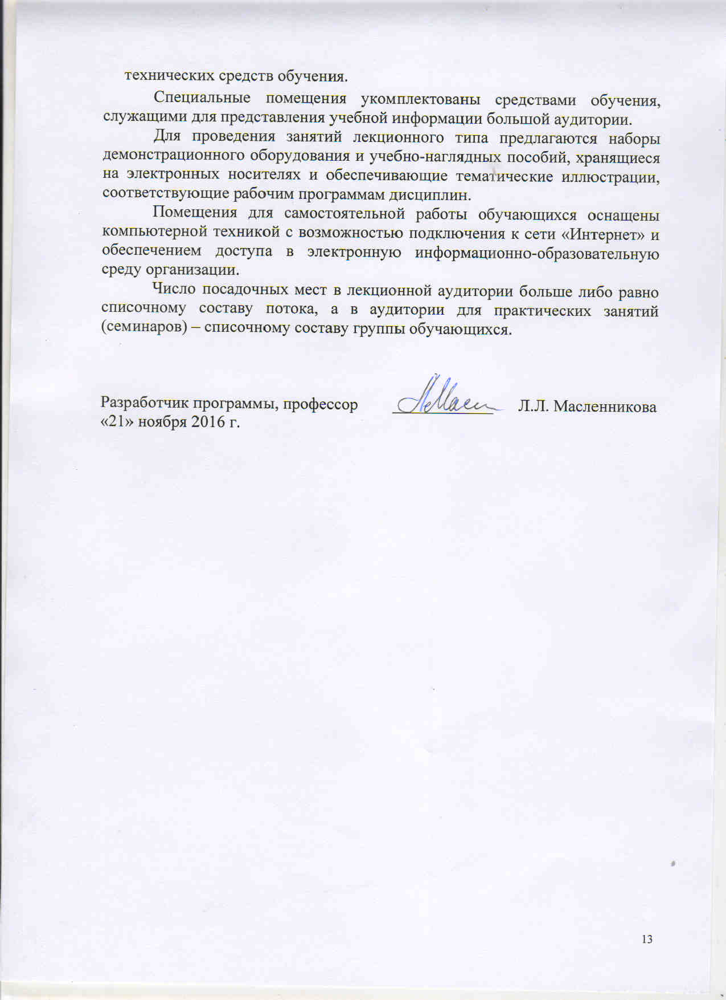 технических средств обучения.
Специальные помещения укомплектованы средствами обучения,
служащими для представления учебной информации большой аудитории.
Для проведения занятий лекционного типа предлагаются наборы
демонстрационного оборудования и учебно-наглядных пособий, хранящиеся
на электронных носителях и обеспечивающие тематические иллюстрации,
соответствующие рабочим программам дисциплин.
Помещения для самостоятельной работы обучающихся оснащены
компьютерной техникой с возможностью подключения к сети «Интернет» и
обеспечением доступа в электронную информационно-образовательную
среду организации.
Число посадочных мест в лекционной аудитории больше либо равно
списочному составу потока, а в аудитории для практических занятий
(семинаров) – списочному составу группы обучающихся.
Разработчик программы, профессор Л.Л. Масленникова
«21» ноября 2016 г.
13